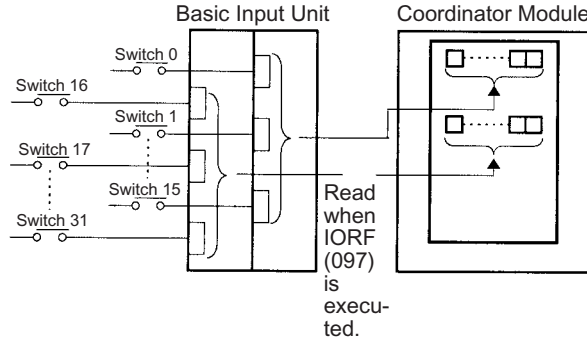 Basic Input Unit
Coordinator Module
Switch 0
Switch 16
Switch 1
Switch 17
Switch 15
Switch 31
Read
when
IORF
(097)
is
execu-
ted.